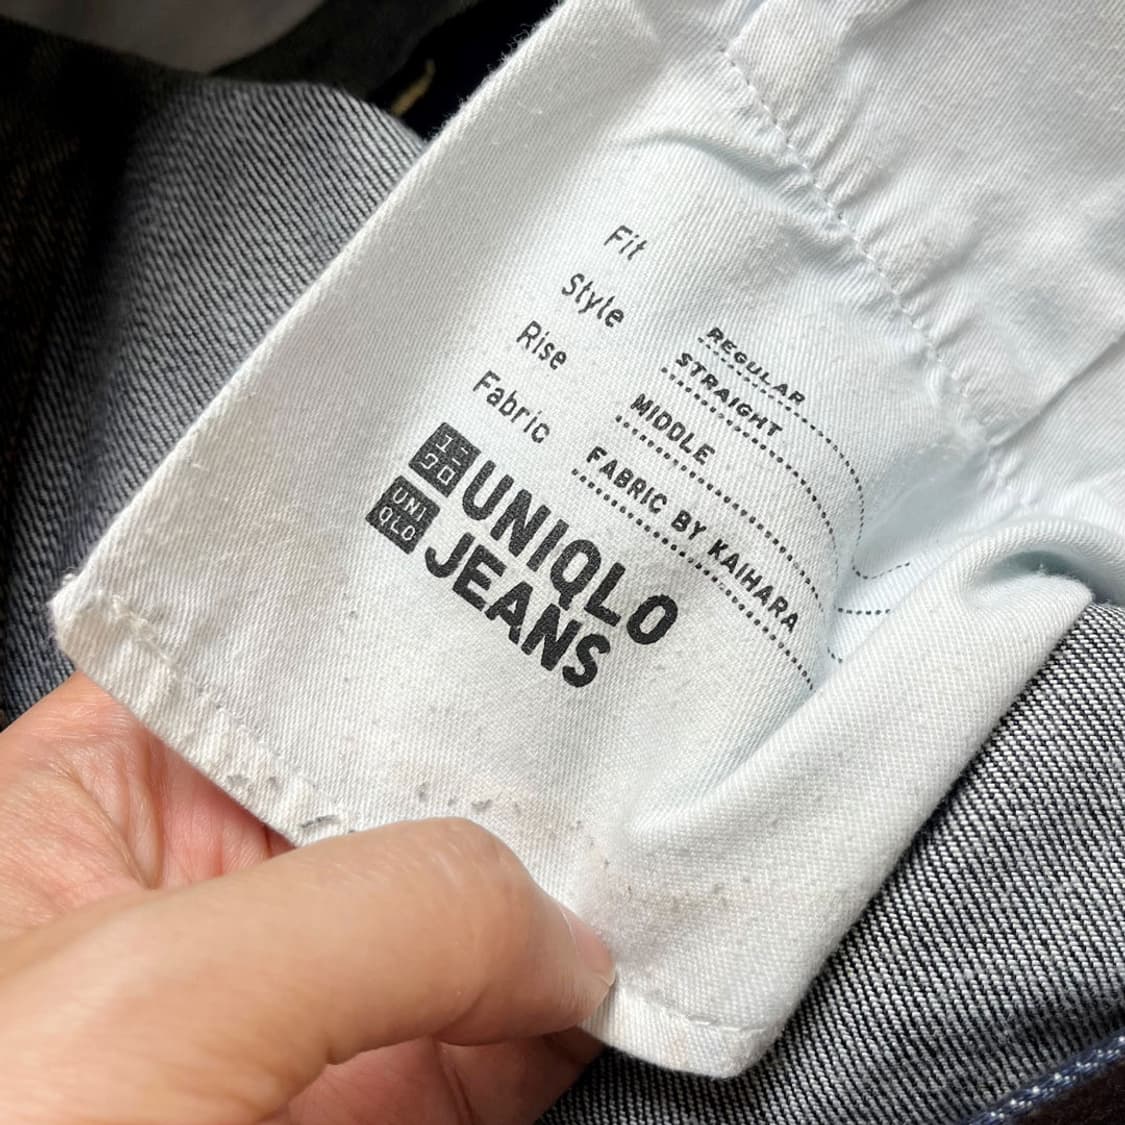 Fit REGULAR
Style STRAIGHT
Rise MIDDLE
Fabric FABRIC BY KAIHARA
ユニクロ UNIQLO
UNIQLO JEANS